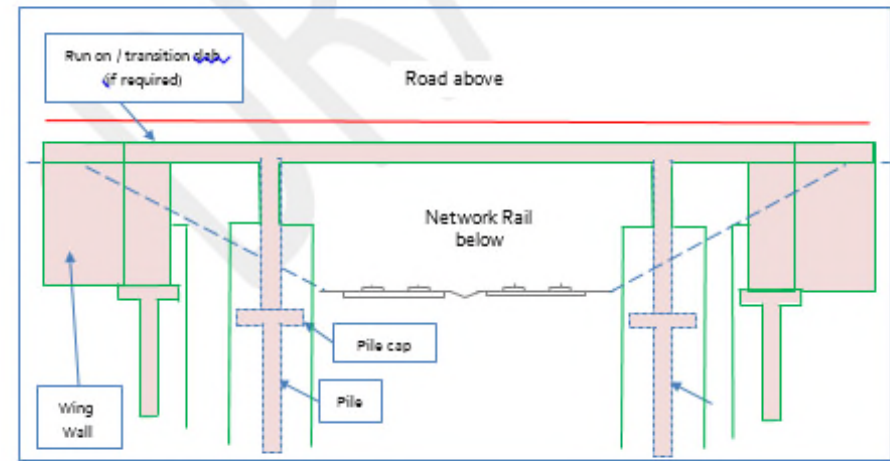 Run on / transition slab
(if required)
Road above
Network Rail
below
Pile cap
Pile
Wing
Wall